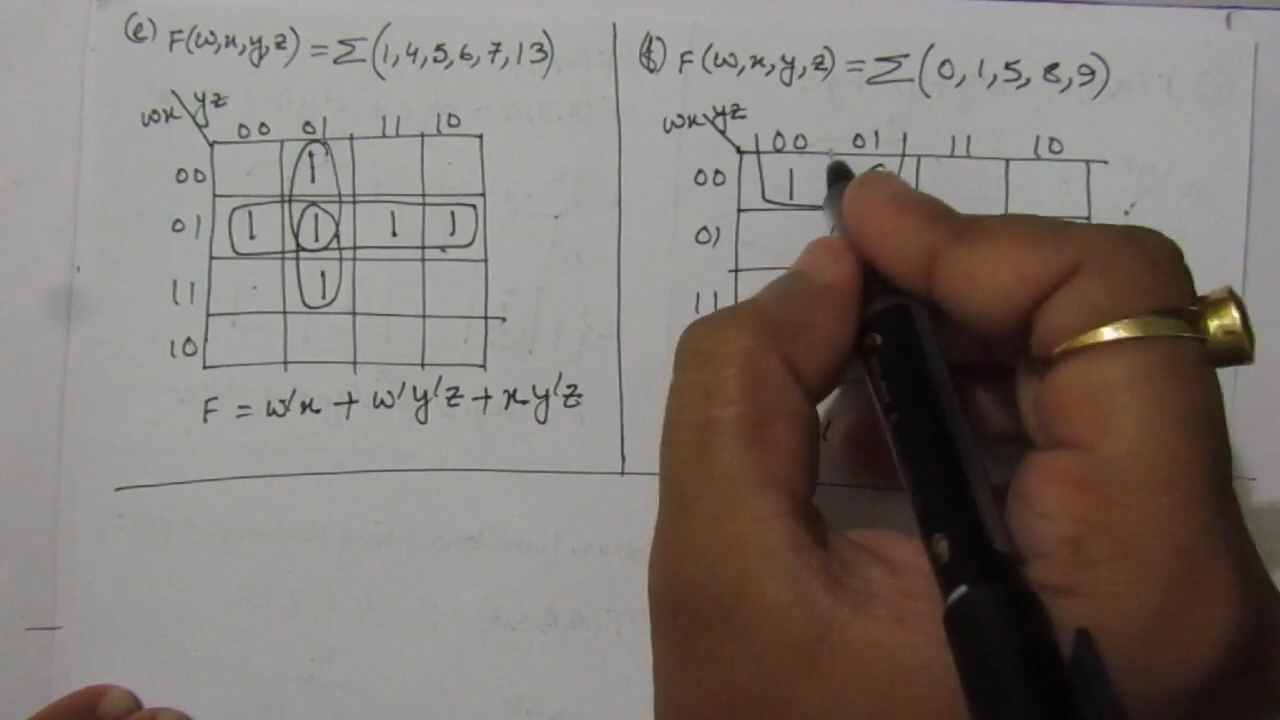 (e) F(w,x,y,z) = Σ(1,4,5,6,7,13)
wx yz
00 01 11 10
00 1
01 1 1 1 1
11 1
10
F = w'x + w'y'z + xy'z
(f) F(w,x,y,z) = Σ(0,1,5,8,9)
wx yz
00 01 11 10
00 1
01
11